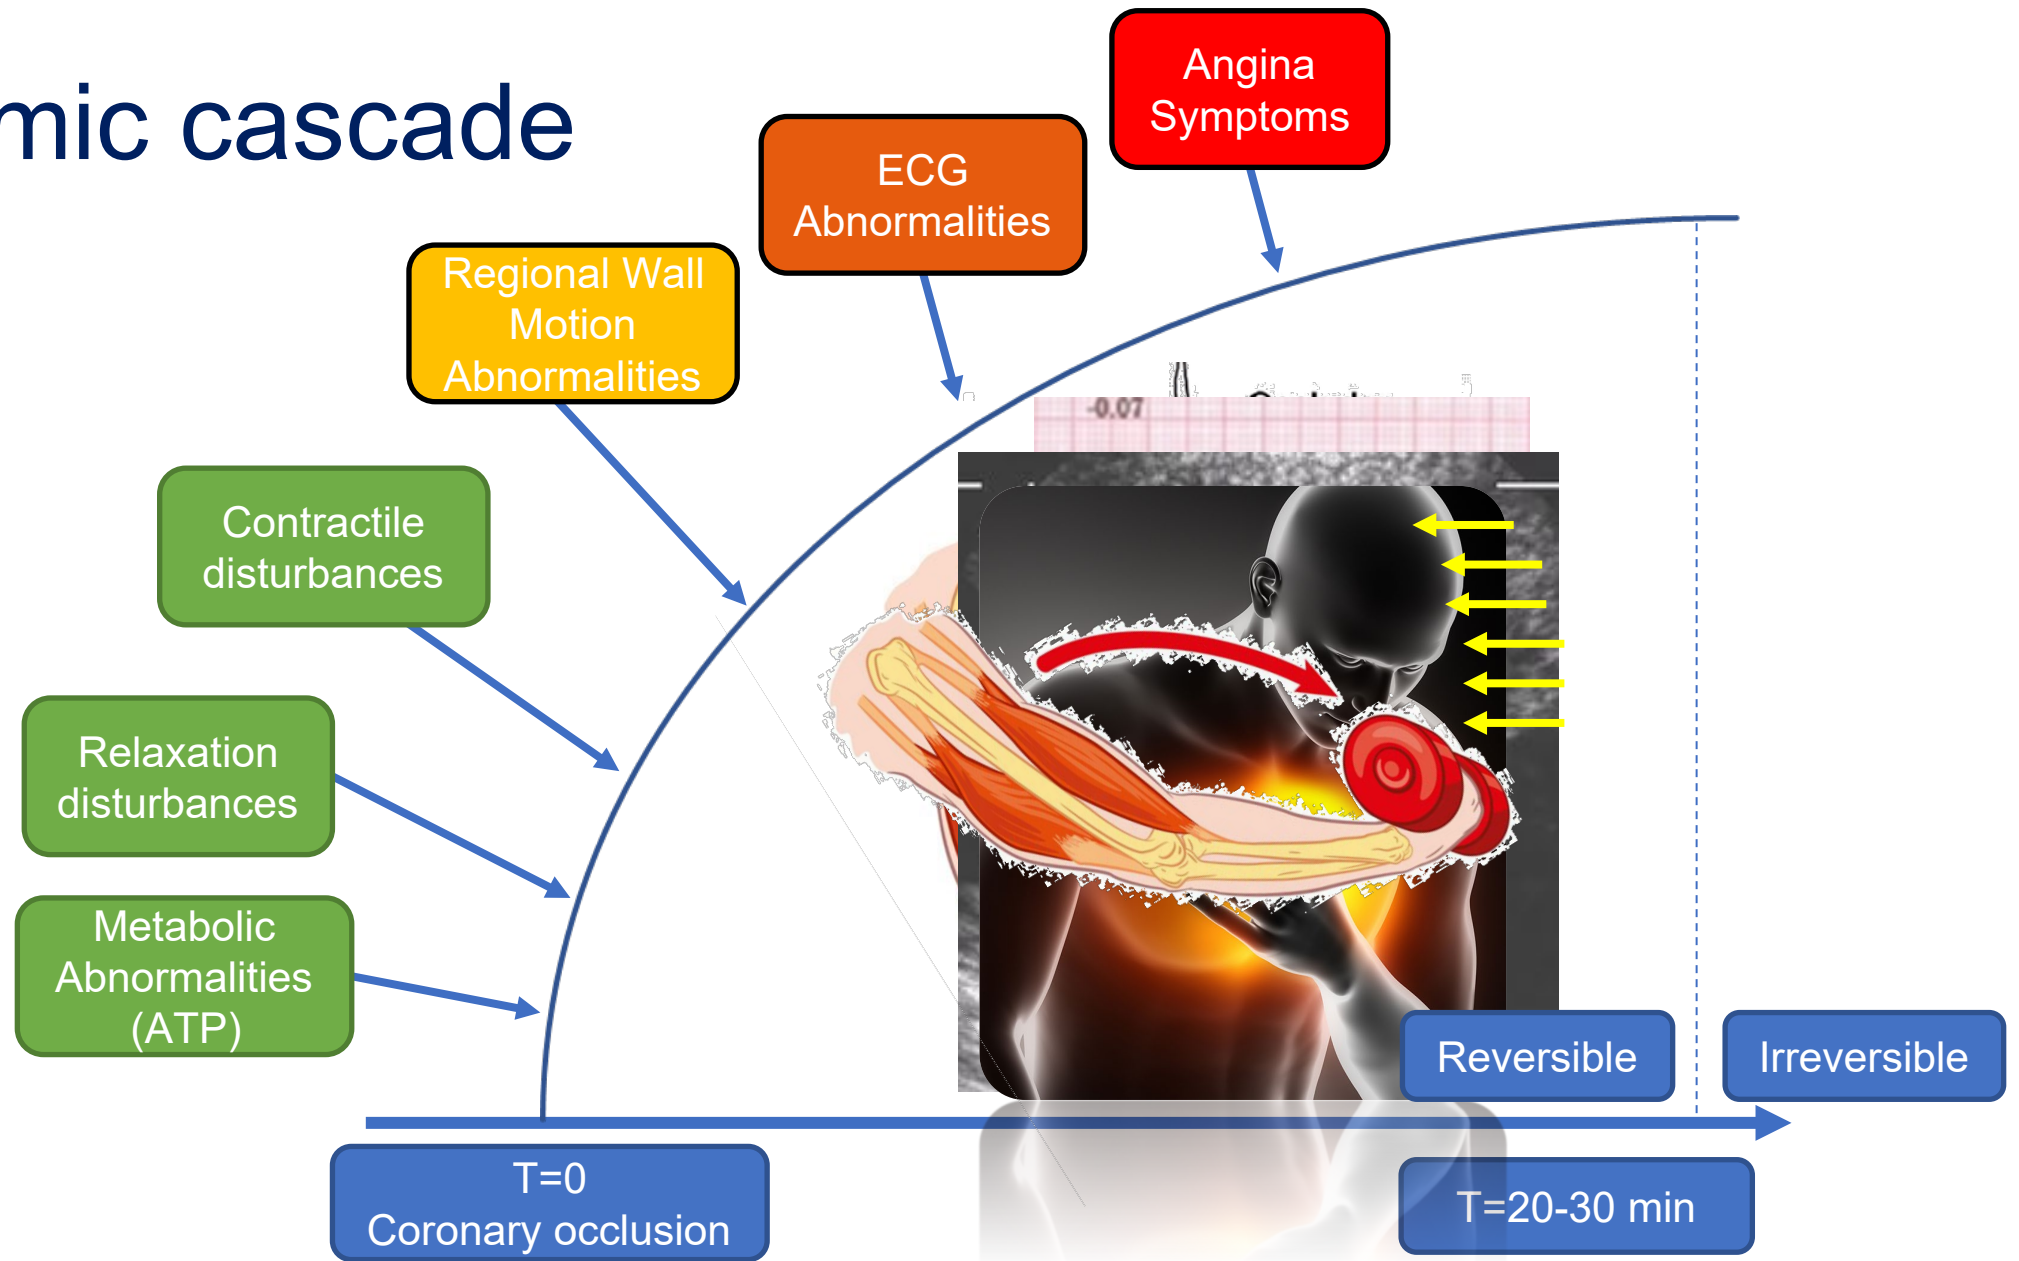 mic cascade
Angina
Symptoms
ECG
Abnormalities
Regional Wall
Motion
Abnormalities
-0.07
Contractile
disturbances
Relaxation
disturbances
Metabolic
Abnormalities
(ATP)
Reversible
Irreversible
T=0
Coronary occlusion
T=20-30 min